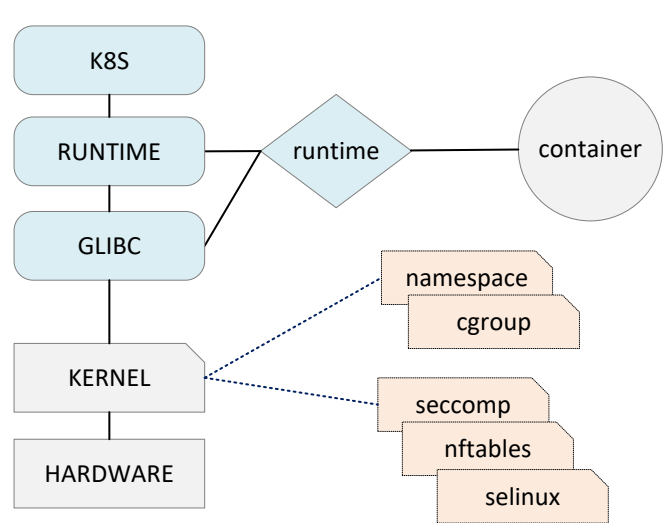 K8S
RUNTIME
runtime
container
GLIBC
namespace
cgroup
KERNEL
seccomp
nftables
HARDWARE
selinux